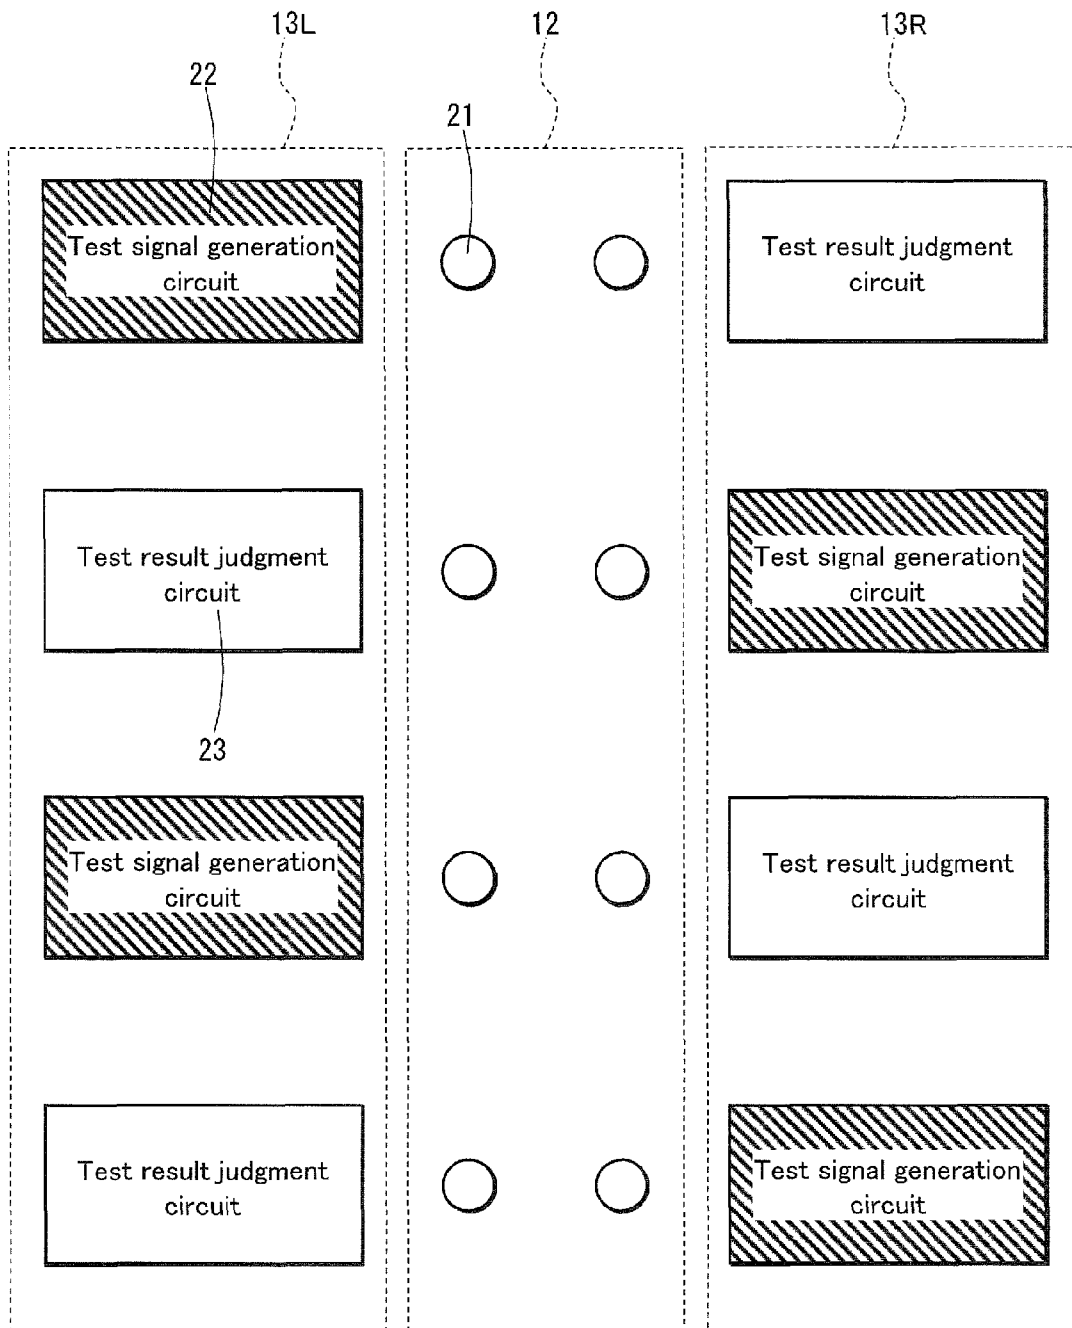 13L
12
13R
22
21
Test signal generation
circuit
Test result judgment
circuit
Test result judgment
circuit
Test signal generation
circuit
23
Test signal generation
circuit
Test result judgment
circuit
Test result judgment
circuit
Test signal generation
circuit